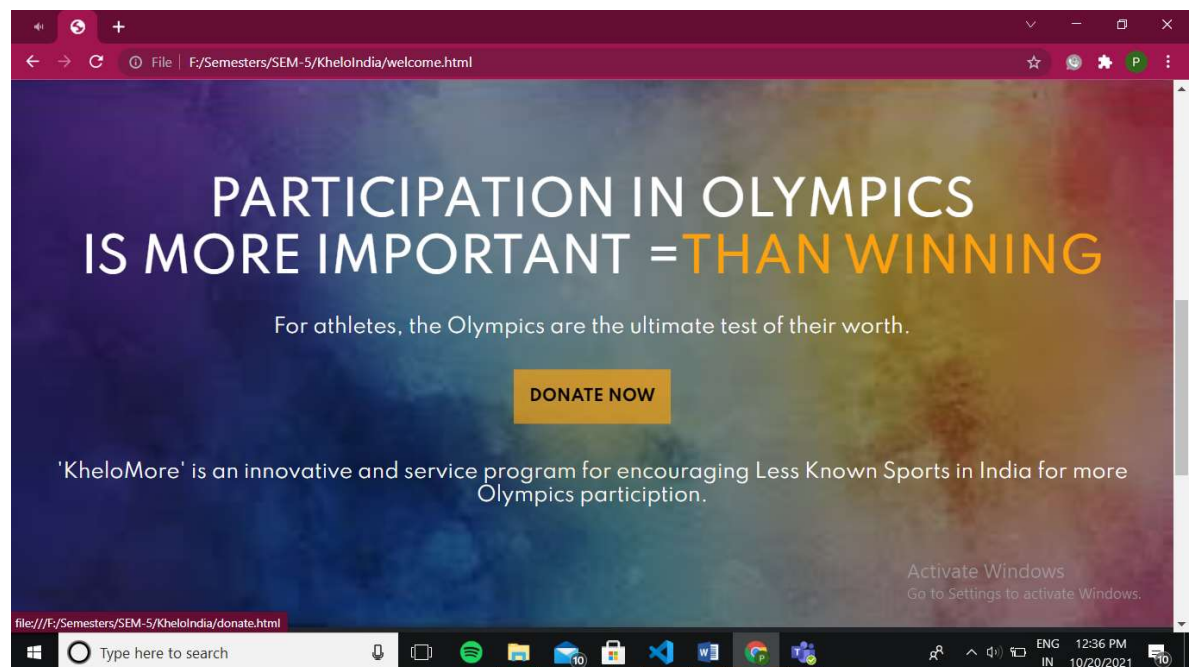 File | F:/Semesters/SEM-5/KheloIndia/welcome.html
P
PARTICIPATION IN OLYMPICS
IS MORE IMPORTANT =THAN WINNING
For athletes, the Olympics are the ultimate test of their worth.
DONATE NOW
'KheloMore' is an innovative and service program for encouraging Less Known Sports in India for more
Olympics particiption.
Activate Windows
Go to Settings to activate Windows.
file:///F:/Semesters/SEM-5/KheloIndia/donate.html
Type here to search
10
ENG
IN
12:36 PM
10/20/2021
10